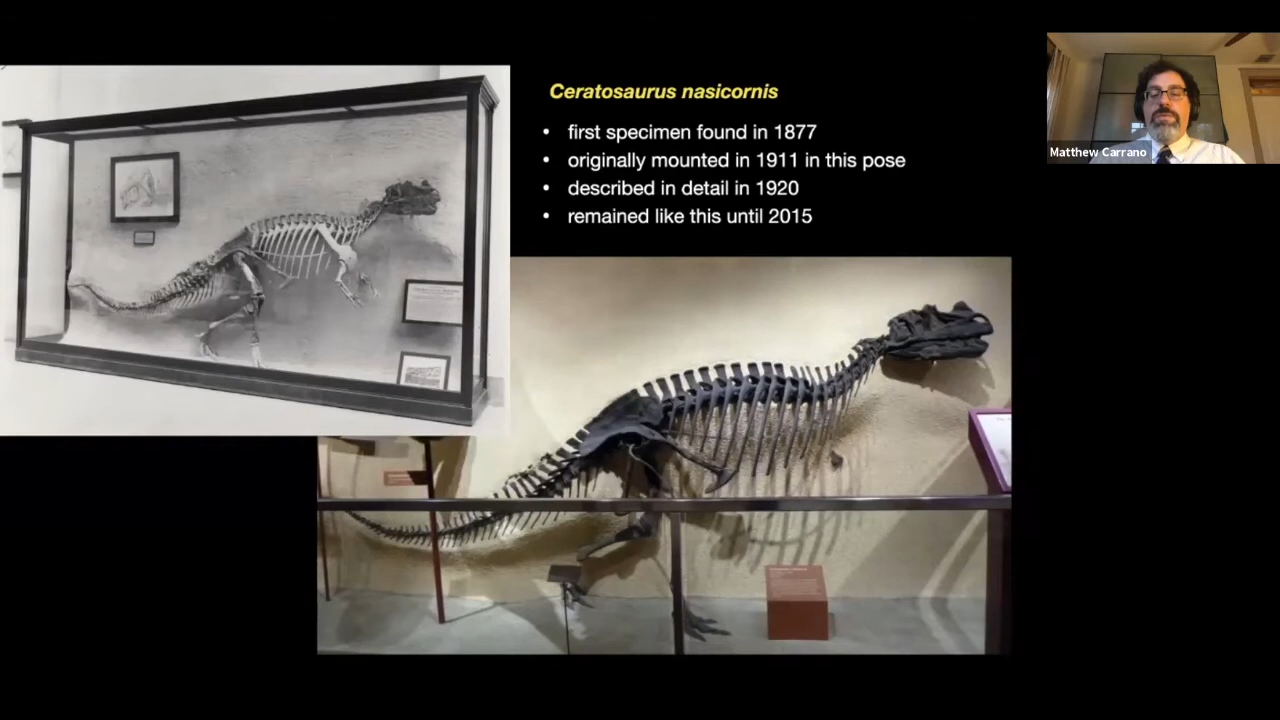 Ceratosaurus nasicornis
• first specimen found in 1877
• originally mounted in 1911 in this pose
• described in detail in 1920
• remained like this until 2015
Matthew Carrano